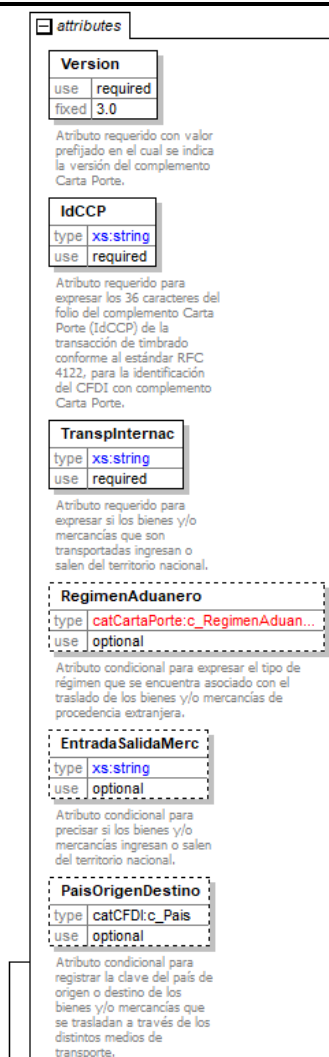 attributes
Version
use required
fixed 3.0
Atributo requerido con valor
prefijado en el cual se indica
la versión del complemento
Carta Porte.
IdCCP
type xs:string
use required
Atributo requerido para
expresar los 36 caracteres del
folio del complemento Carta
Porte (IdCCP) de la
transacción de timbrado
conforme al estándar RFC
4122, para la identificación
del CFDI con complemento
Carta Porte.
TranspInternac
type xs:string
use required
Atributo requerido para
expresar si los bienes y/o
mercancías que son
transportadas ingresan o
salen del territorio nacional.
RegimenAduanero
type catCartaPorte:c_RegimenAduan...
use optional
Atributo condicional para expresar el tipo de
régimen que se encuentra asociado con el
traslado de los bienes y/o mercancías de
procedencia extranjera.
EntradaSalidaMerc
type xs:string
use optional
Atributo condicional para
precisar si los bienes y/o
mercancías ingresan o salen
del territorio nacional.
PaisOrigenDestino
type catCFDI:c_Pais
use optional
Atributo condicional para
registrar la clave del país de
origen o destino de los
bienes y/o mercancías que
se trasladan a través de los
distintos medios de
transporte.